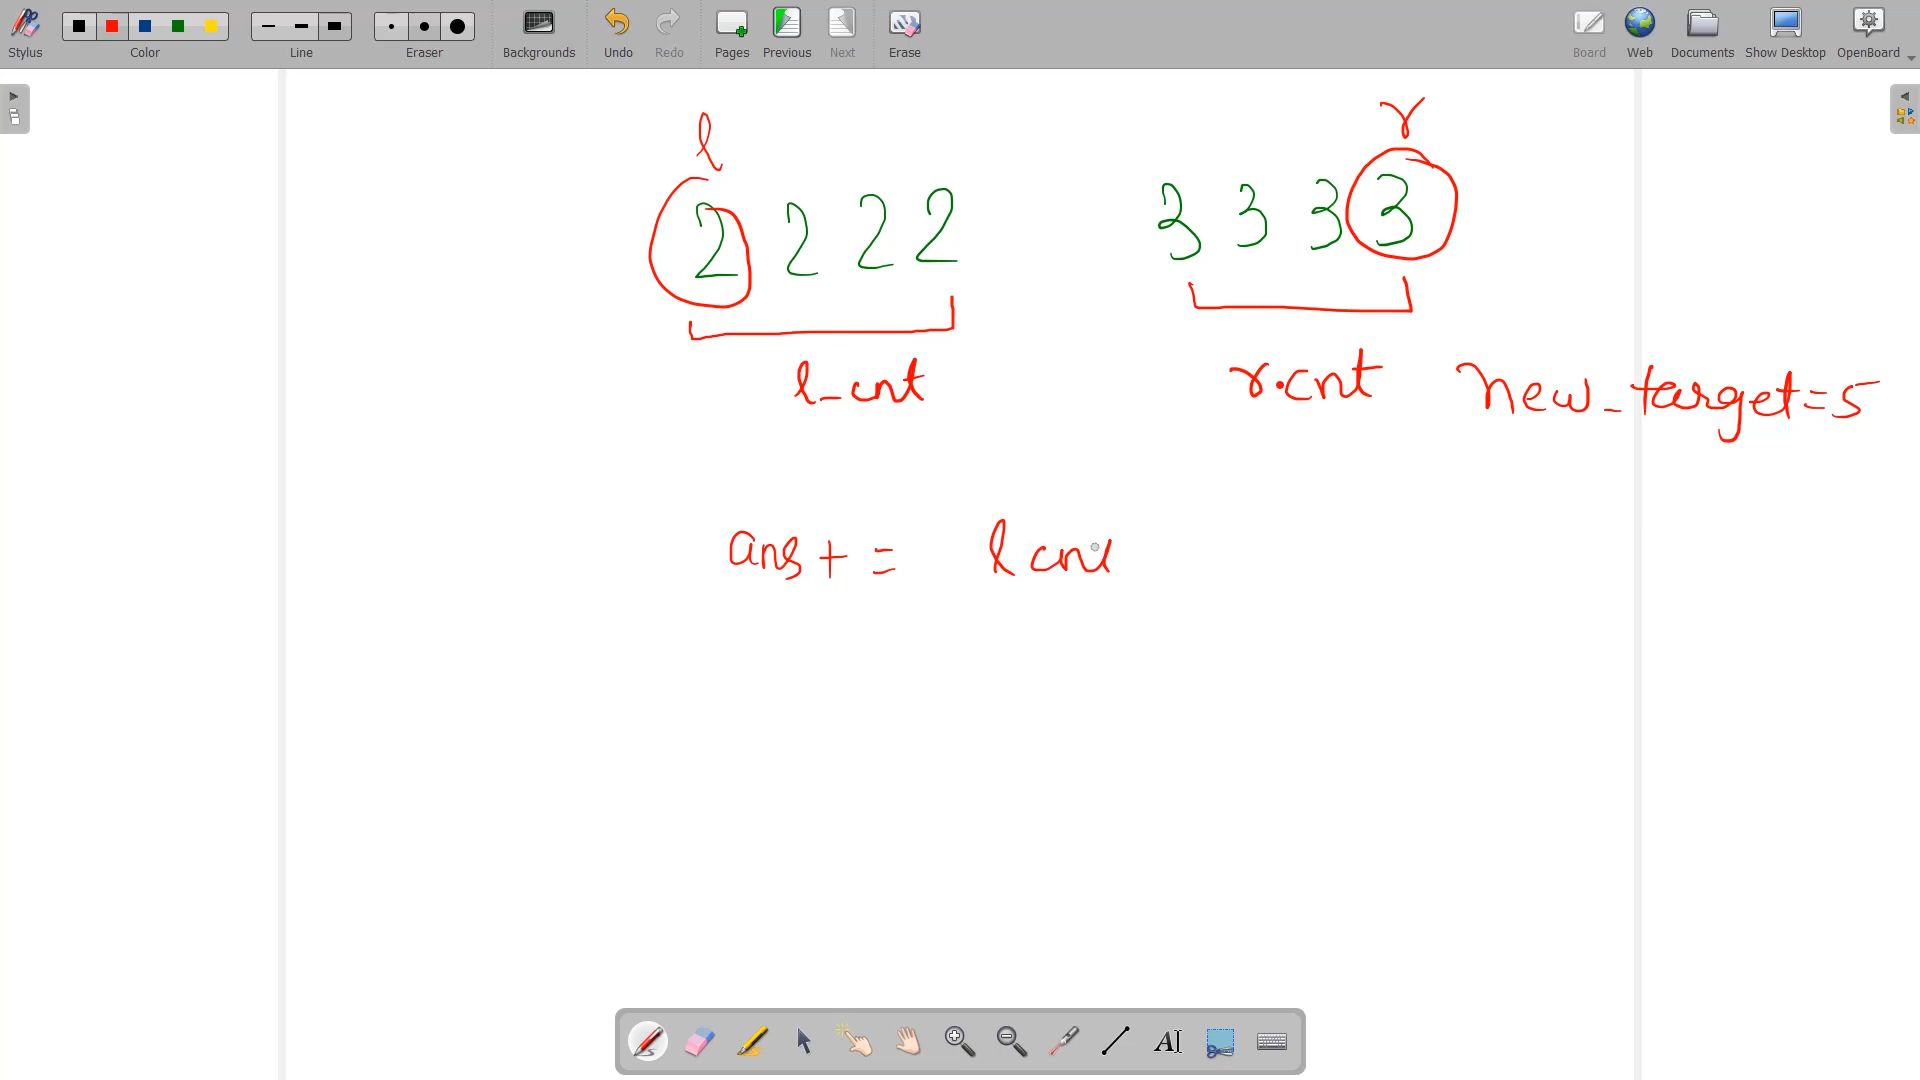 Stylus Color Line Eraser Backgrounds Undo Redo Pages Previous Next Erase Board Web Documents Show Desktop OpenBoard
l r
2 2 2 2 3 3 3 3
l_cnt r.cnt new_target=5
ans += l cnt